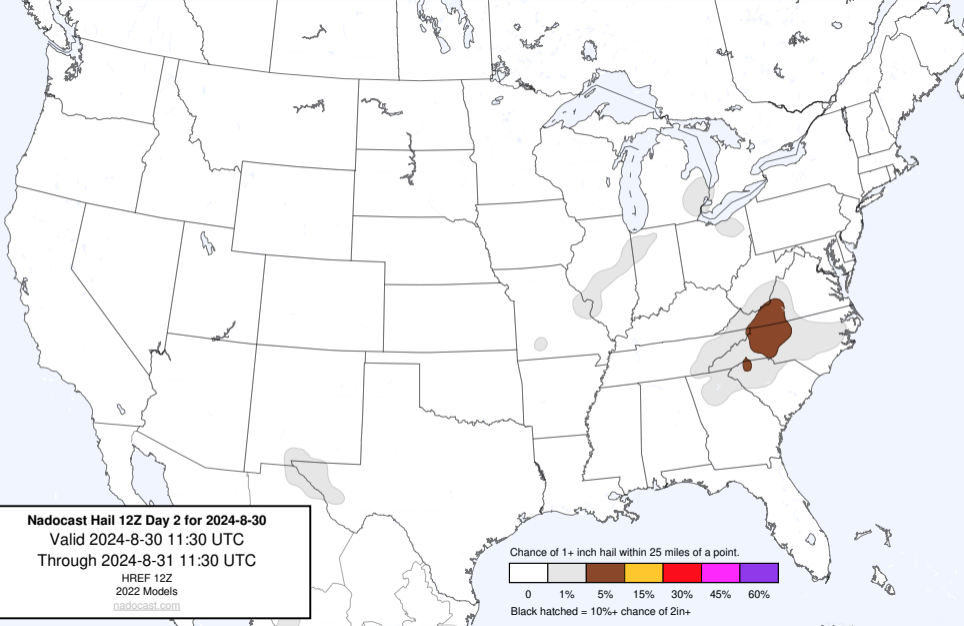 Nadocast Hail 12Z Day 2 for 2024-8-30
Valid 2024-8-30 11:30 UTC
Through 2024-8-31 11:30 UTC
HREF 12Z
2022 Models
nadocast.com
Chance of 1+ inch hail within 25 miles of a point.
0 1% 5% 15% 30% 45% 60%
Black hatched = 10%+ chance of 2in+